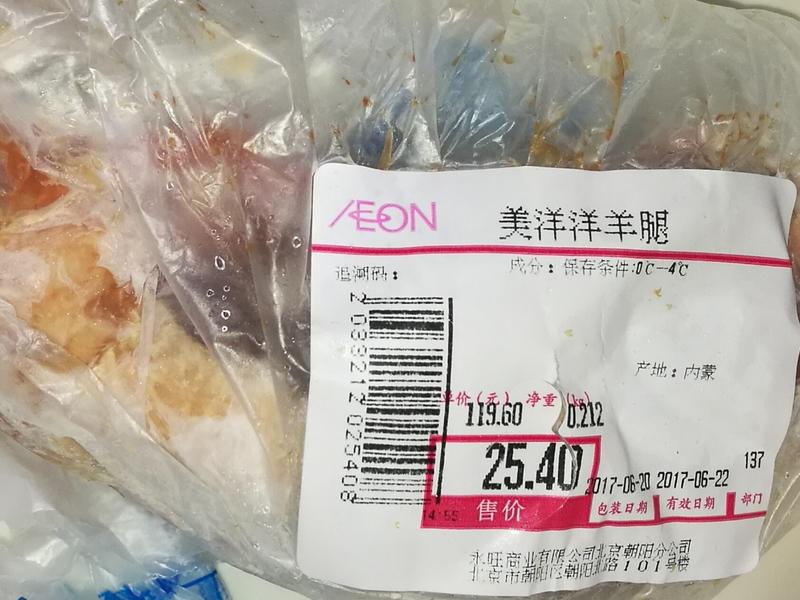 ÆON
美洋洋羊腿
追溯码：
成分：保存条件:0℃--4℃
2 038212 025408
产地：内蒙
单价(元) 净重(kg)
119.60 0.212
25.40
2017-06-20 2017-06-22 137
售价 包装日期 有效日期 部门
14:55
永旺商业有限公司北京朝阳分公司
北京市朝阳区朝阳北路101号楼